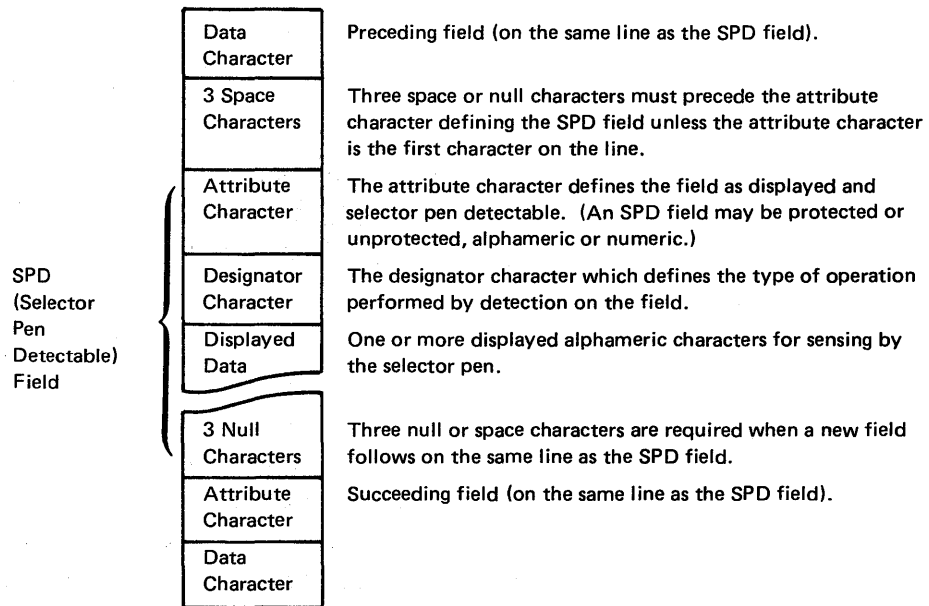 Data
Character
Preceding field (on the same line as the SPD field).
3 Space
Characters
Three space or null characters must precede the attribute
character defining the SPD field unless the attribute character
is the first character on the line.
SPD
(Selector
Pen
Detectable)
Field
Attribute
Character
The attribute character defines the field as displayed and
selector pen detectable. (An SPD field may be protected or
unprotected, alphameric or numeric.)
Designator
Character
The designator character which defines the type of operation
performed by detection on the field.
Displayed
Data
One or more displayed alphameric characters for sensing by
the selector pen.
3 Null
Characters
Three null or space characters are required when a new field
follows on the same line as the SPD field.
Attribute
Character
Succeeding field (on the same line as the SPD field).
Data
Character